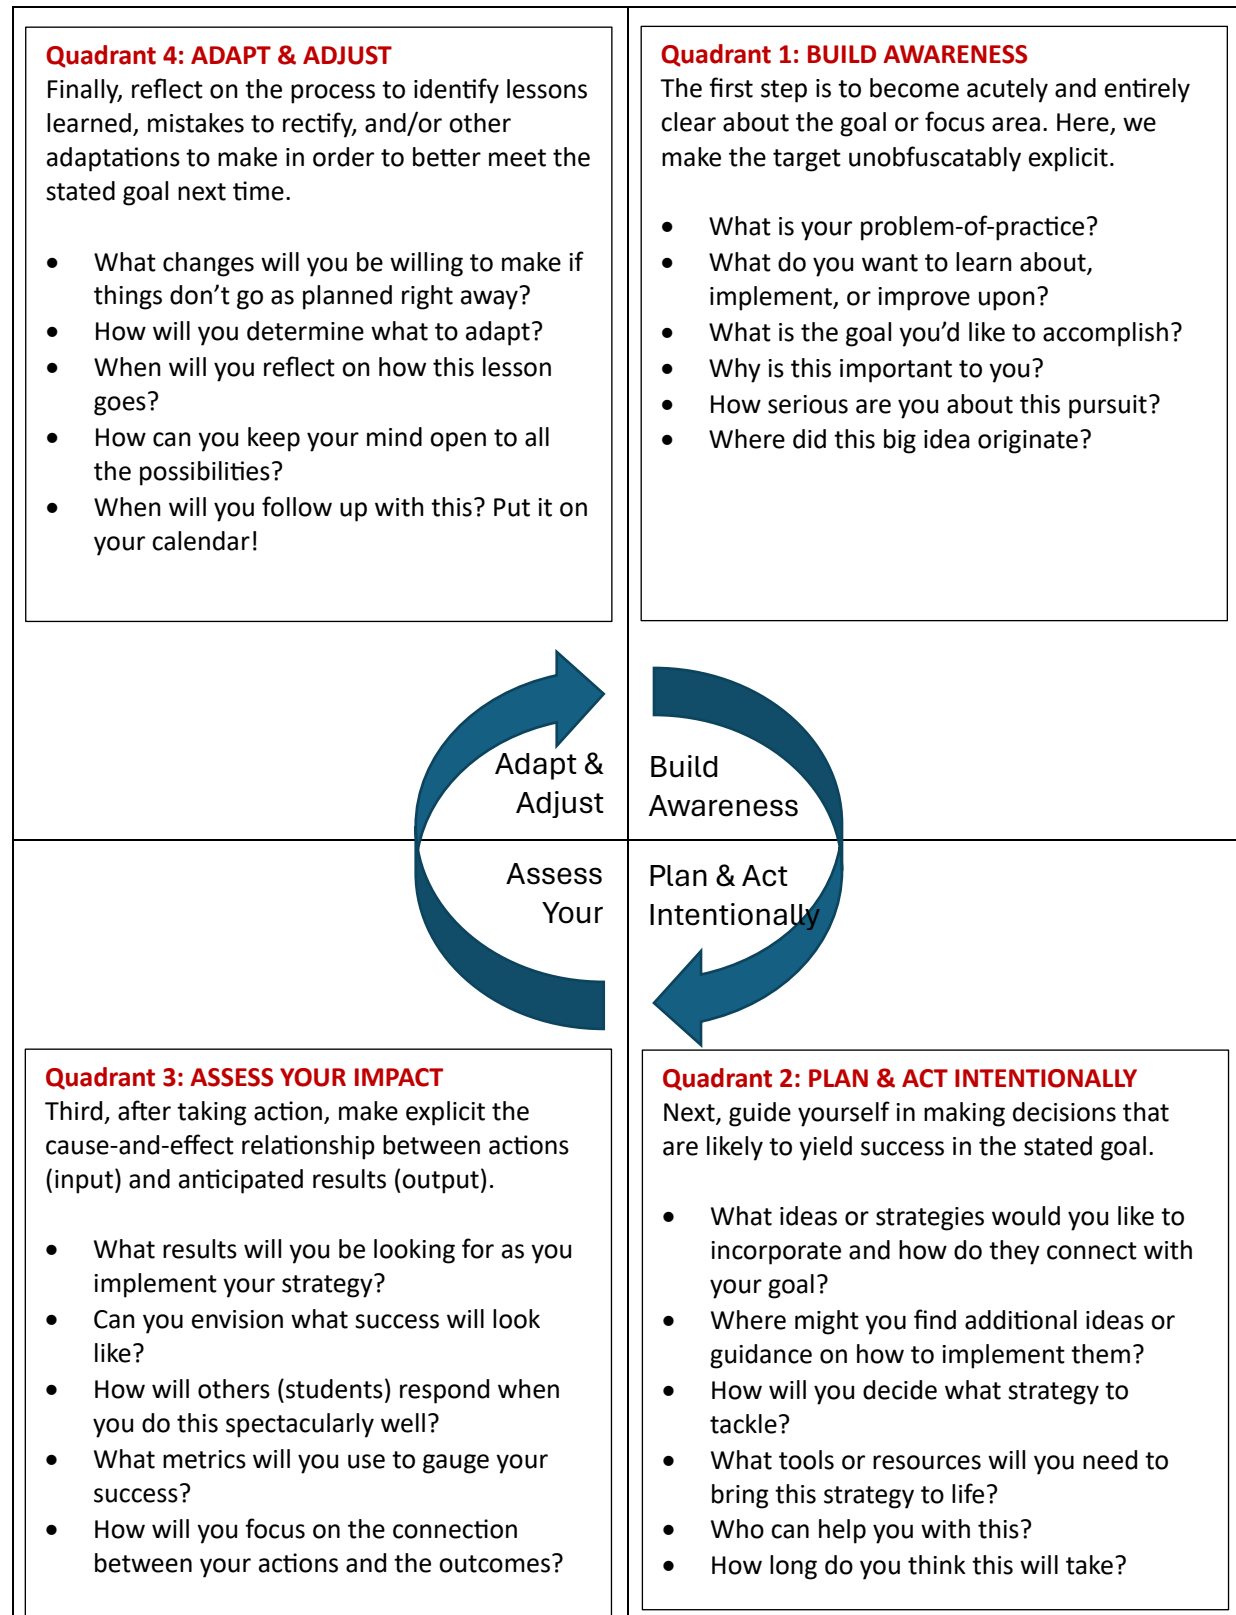 Quadrant 4: ADAPT & ADJUST
Finally, reflect on the process to identify lessons
learned, mistakes to rectify, and/or other
adaptations to make in order to better meet the
stated goal next time.
• What changes will you be willing to make if
things don’t go as planned right away?
• How will you determine what to adapt?
• When will you reflect on how this lesson
goes?
• How can you keep your mind open to all
the possibilities?
• When will you follow up with this? Put it on
your calendar!
Quadrant 1: BUILD AWARENESS
The first step is to become acutely and entirely
clear about the goal or focus area. Here, we
make the target unobfuscatably explicit.
• What is your problem-of-practice?
• What do you want to learn about,
implement, or improve upon?
• What is the goal you’d like to accomplish?
• Why is this important to you?
• How serious are you about this pursuit?
• Where did this big idea originate?
Adapt &
Adjust
Build
Awareness
Assess
Your
Plan & Act
Intentionally
Quadrant 3: ASSESS YOUR IMPACT
Third, after taking action, make explicit the
cause-and-effect relationship between actions
(input) and anticipated results (output).
• What results will you be looking for as you
implement your strategy?
• Can you envision what success will look
like?
• How will others (students) respond when
you do this spectacularly well?
• What metrics will you use to gauge your
success?
• How will you focus on the connection
between your actions and the outcomes?
Quadrant 2: PLAN & ACT INTENTIONALLY
Next, guide yourself in making decisions that
are likely to yield success in the stated goal.
• What ideas or strategies would you like to
incorporate and how do they connect with
your goal?
• Where might you find additional ideas or
guidance on how to implement them?
• How will you decide what strategy to
tackle?
• What tools or resources will you need to
bring this strategy to life?
• Who can help you with this?
• How long do you think this will take?